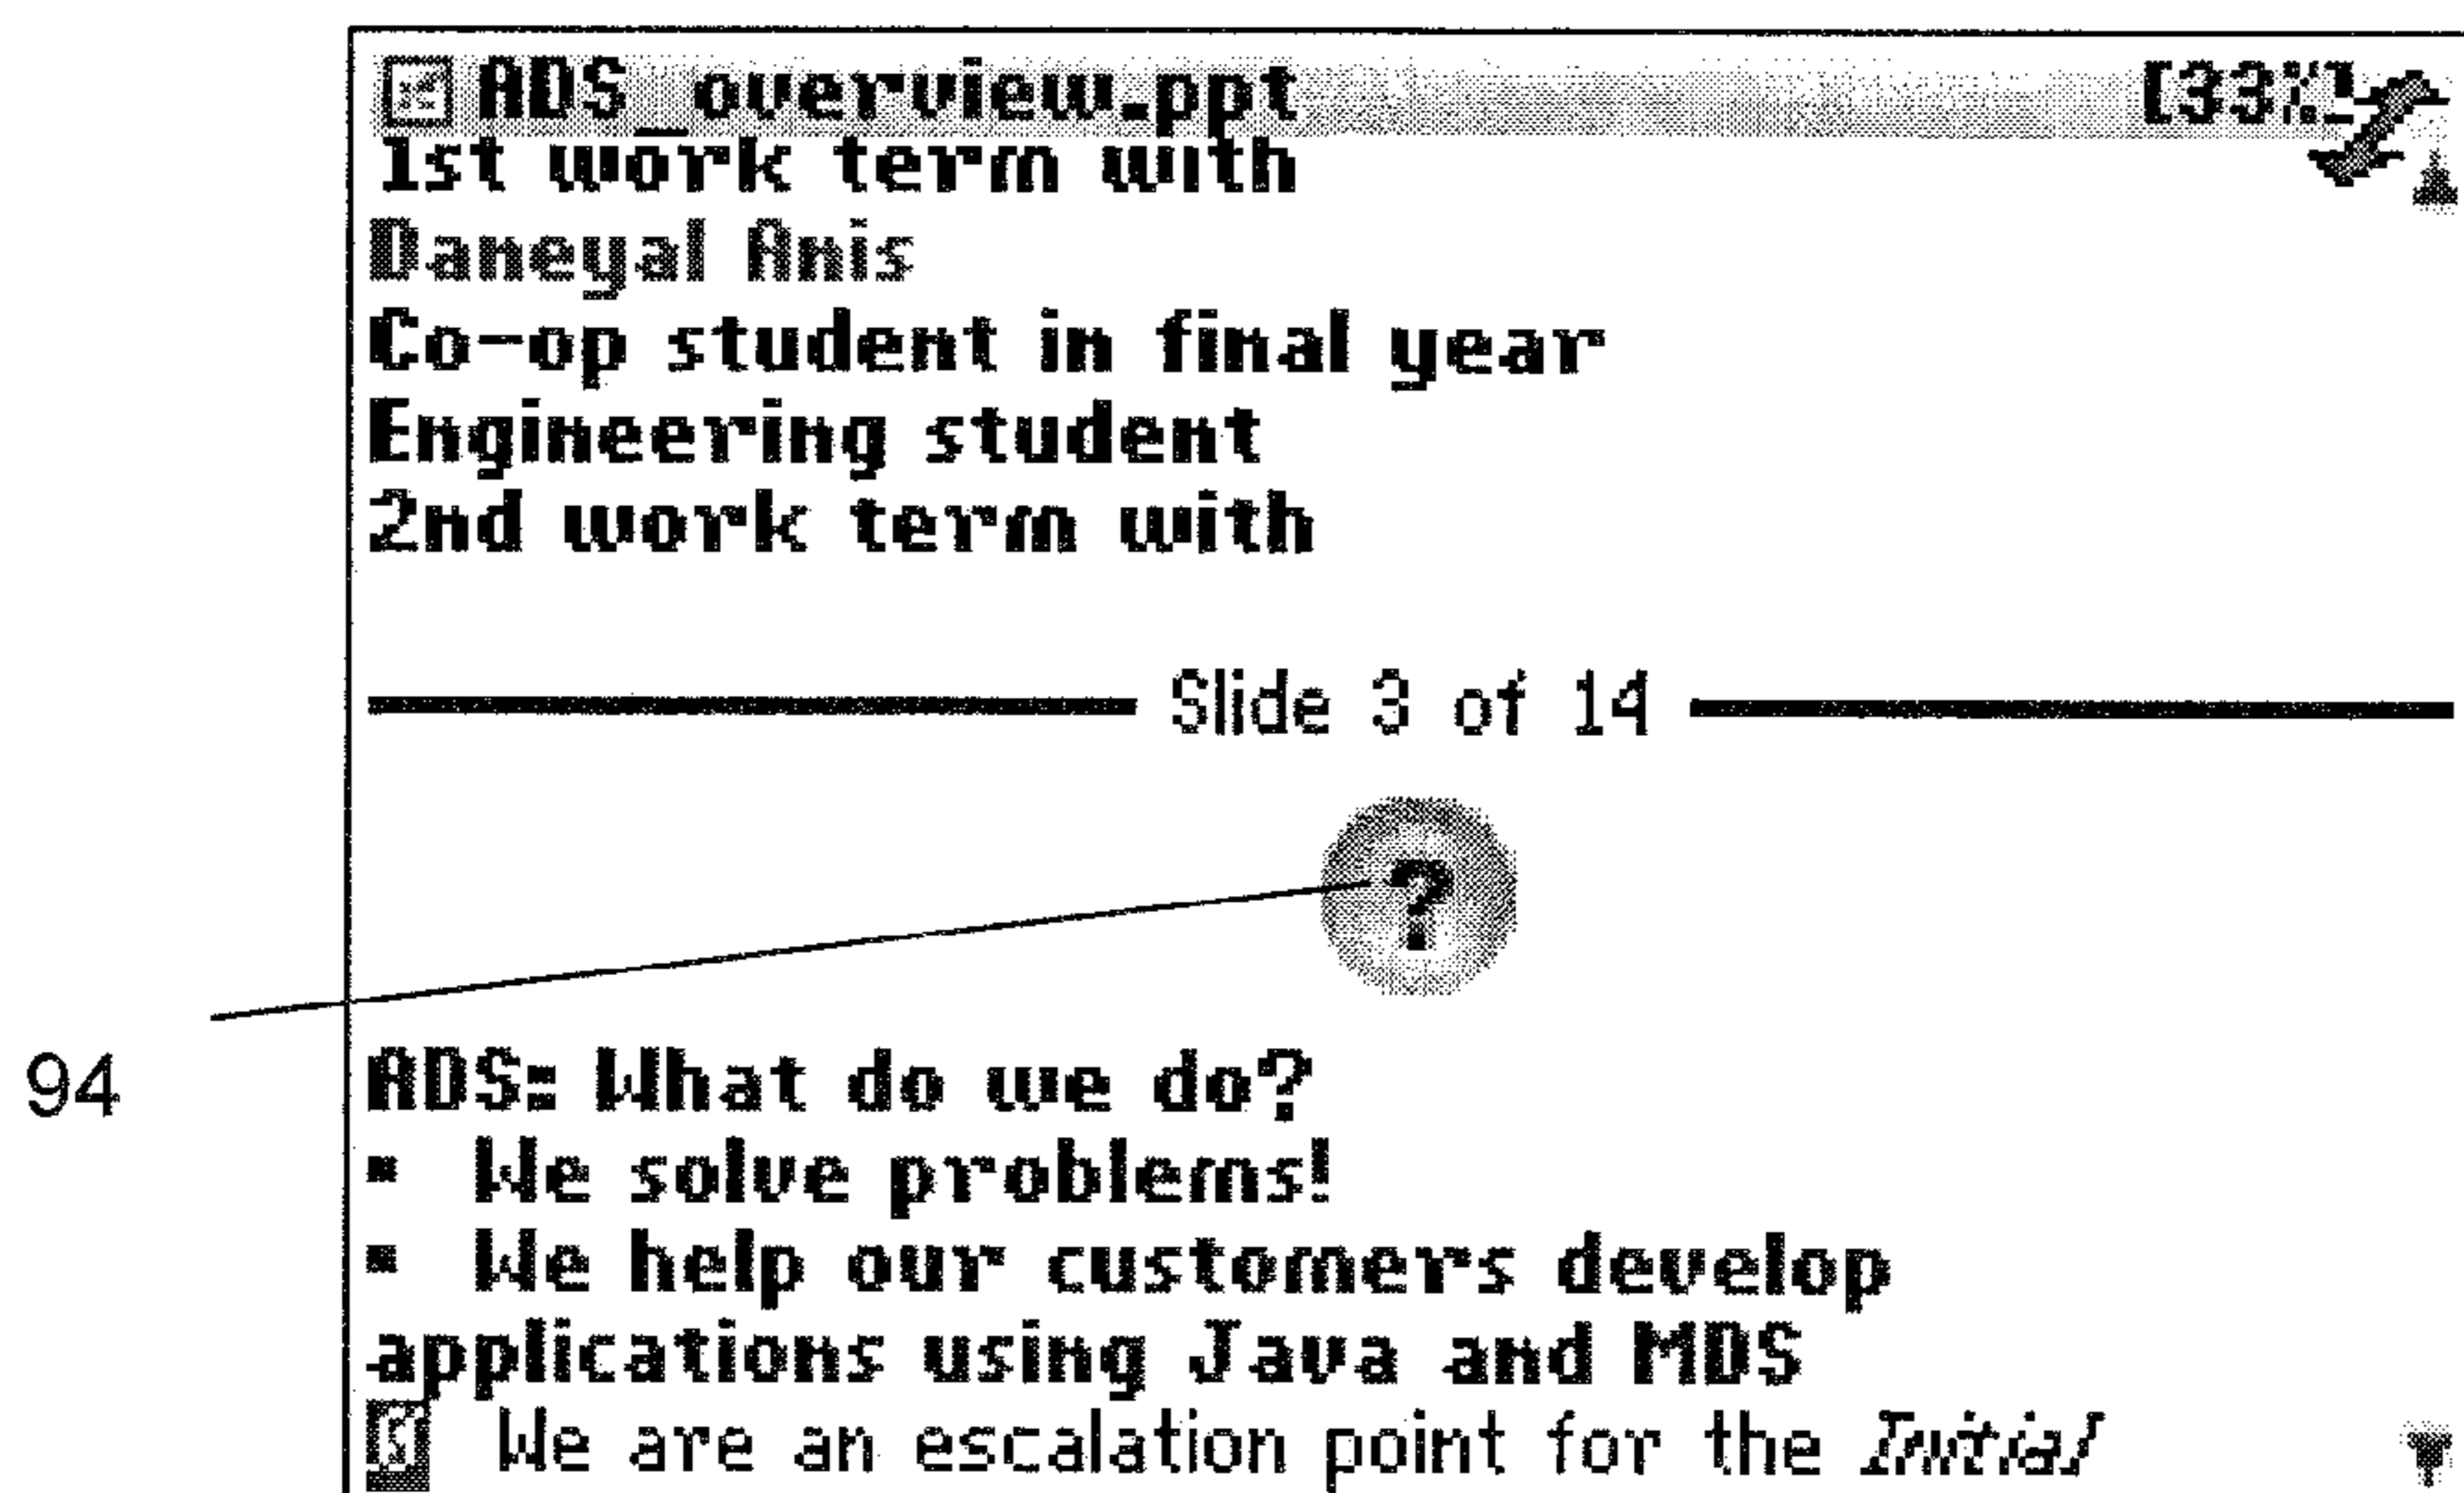 ADS_overview.ppt [33%]
1st work term with
Daneyal Anis
Co-op student in final year
Engineering student
2nd work term with
Slide 3 of 14
?
94
ADS: What do we do?
▪ We solve problems!
▪ We help our customers develop
applications using Java and MDS
We are an escalation point for the Initial